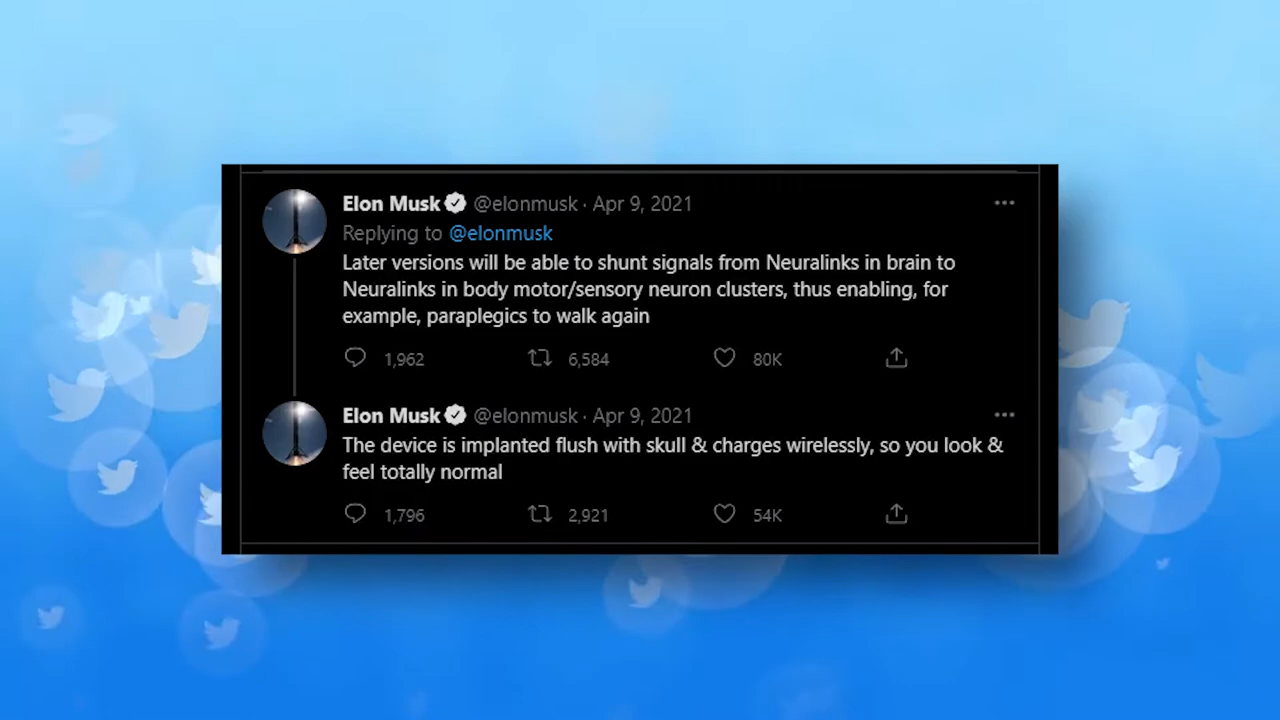 Elon Musk @elonmusk · Apr 9, 2021
Replying to @elonmusk
Later versions will be able to shunt signals from Neuralinks in brain to
Neuralinks in body motor/sensory neuron clusters, thus enabling, for
example, paraplegics to walk again
1,962 6,584 80K
Elon Musk @elonmusk · Apr 9, 2021
The device is implanted flush with skull & charges wirelessly, so you look &
feel totally normal
1,796 2,921 54K